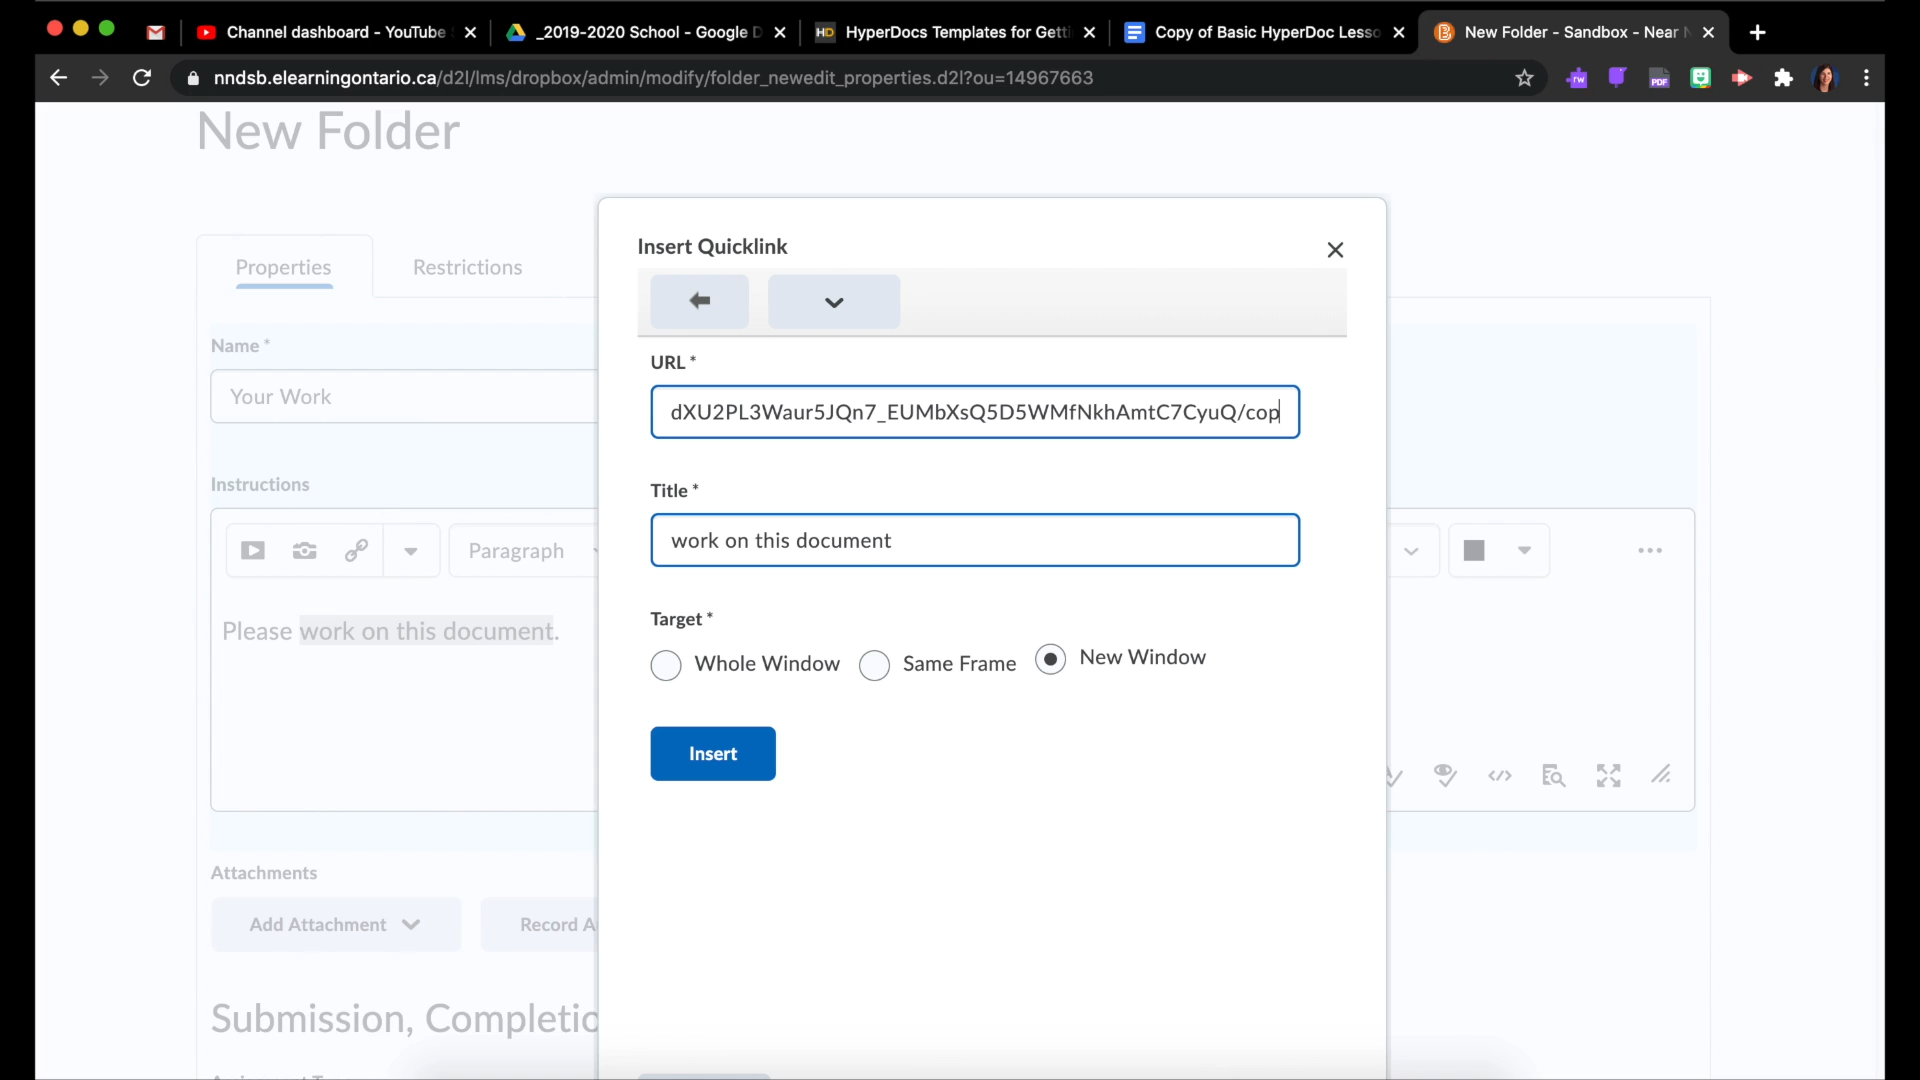 Channel dashboard - YouTube
_2019-2020 School - Google D
HD HyperDocs Templates for Getti
Copy of Basic HyperDoc Lesso
New Folder - Sandbox - Near N
nndsb.elearningontario.ca/d2l/lms/dropbox/admin/modify/folder_newedit_properties.d2l?ou=14967663
rw
PDF
New Folder
Properties
Restrictions
Name *
Your Work
Instructions
Paragraph
Please work on this document.
Attachments
Add Attachment
Record A
Submission, Completio
Insert Quicklink
URL *
dXU2PL3Waur5JQn7_EUMbXsQ5D5WMfNkhAmtC7CyuQ/cop
Title *
work on this document
Target *
Whole Window
Same Frame
New Window
Insert